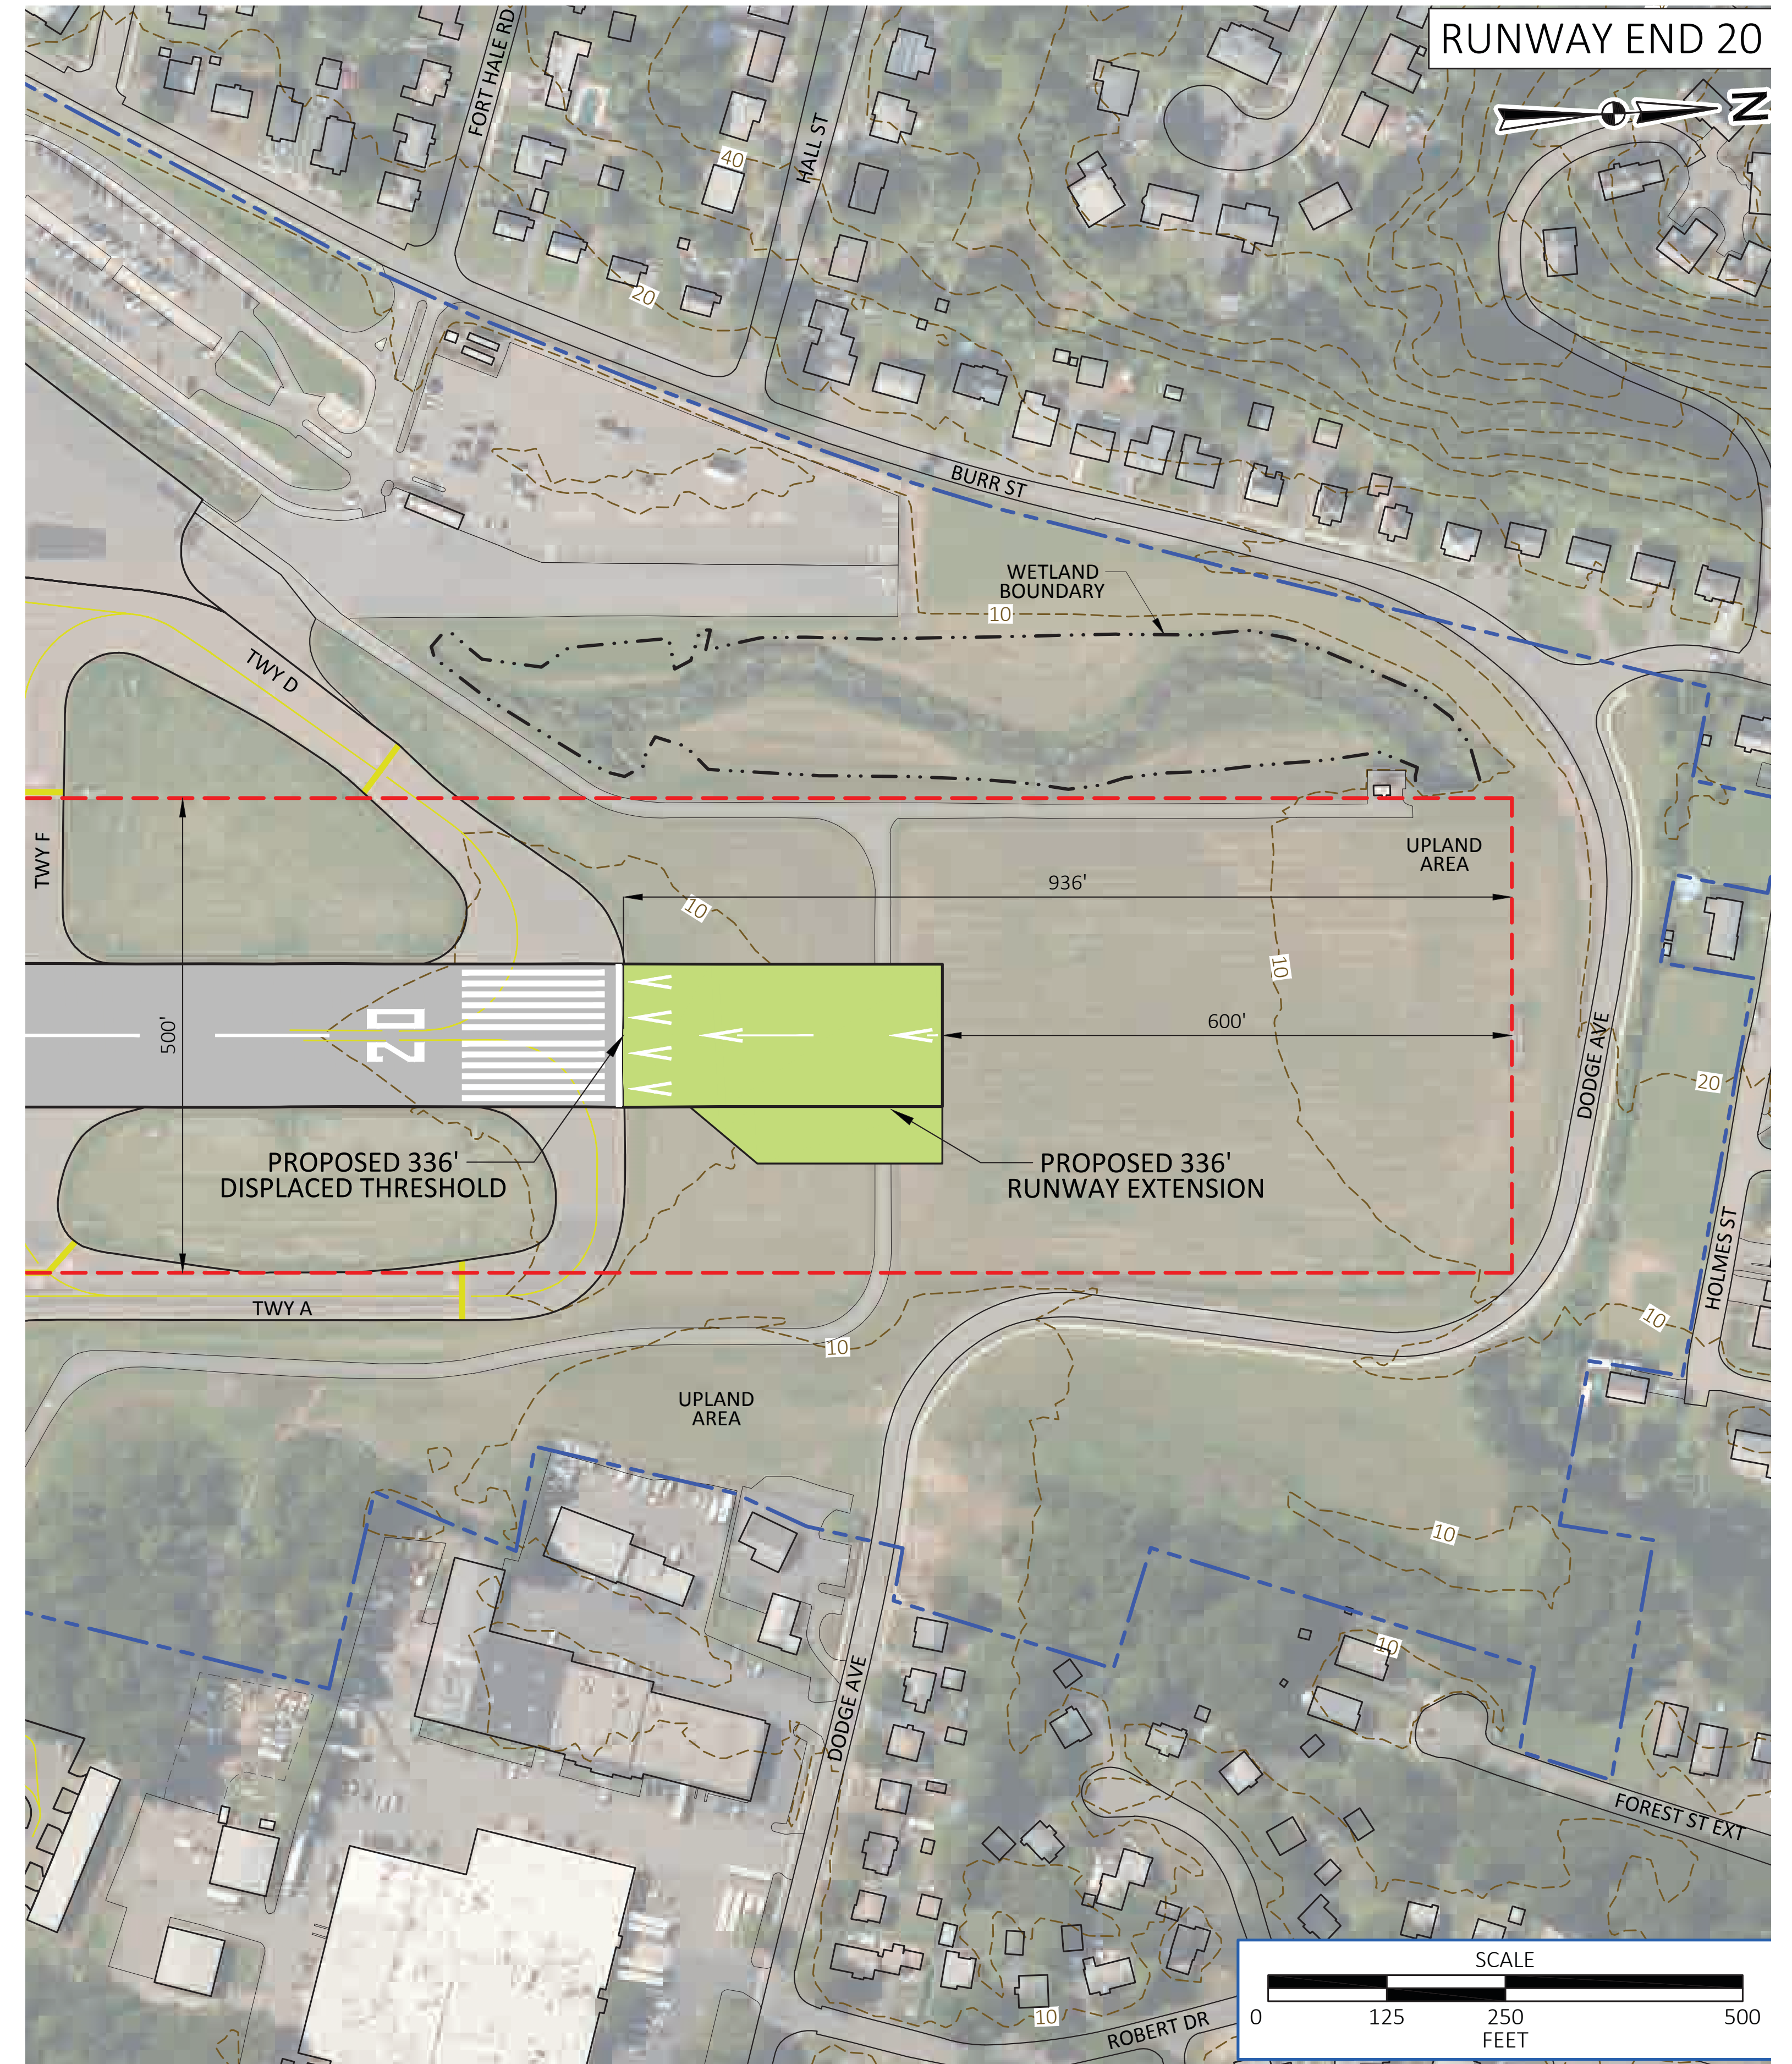 RUNWAY END 20
N
FORT HALE RD
HALL ST
40
20
BURR ST
WETLAND
BOUNDARY
10
TWY D
TWY F
UPLAND
AREA
936'
10
10
600'
500'
20
DODGE AVE
20
PROPOSED 336'
DISPLACED THRESHOLD
PROPOSED 336'
RUNWAY EXTENSION
HOLMES ST
TWY A
10
10
UPLAND
AREA
10
10
DODGE AVE
FOREST ST EXT
10
ROBERT DR
SCALE
0 125 250 500
FEET